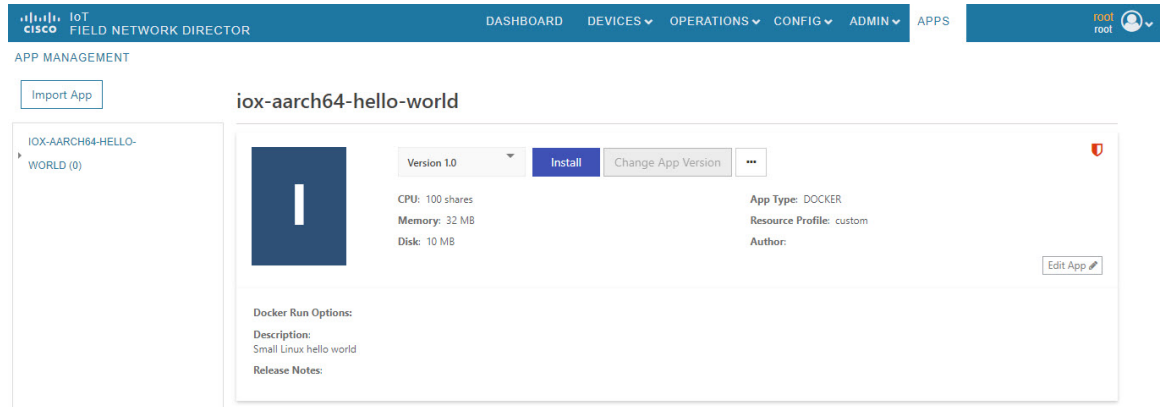 IoT
CISCO FIELD NETWORK DIRECTOR
DASHBOARD DEVICES OPERATIONS CONFIG ADMIN APPS
root
root
APP MANAGEMENT
Import App
IOX-AARCH64-HELLO-
WORLD (0)
iox-aarch64-hello-world
I
Version 1.0 Install Change App Version ...
CPU: 100 shares
Memory: 32 MB
Disk: 10 MB
App Type: DOCKER
Resource Profile: custom
Author:
Edit App
Docker Run Options:
Description:
Small Linux hello world
Release Notes: